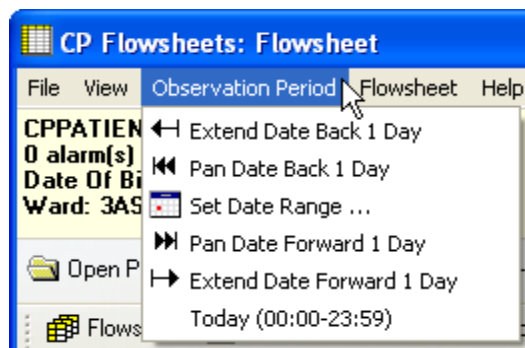 CP Flowsheets: Flowsheet
File View Observation Period Flowsheet Help
CPPATIEN
0 alarm(s)
Date Of Bi
Ward: 3AS
Extend Date Back 1 Day
Pan Date Back 1 Day
Set Date Range ...
Pan Date Forward 1 Day
Extend Date Forward 1 Day
Today (00:00-23:59)
Open P
Flows